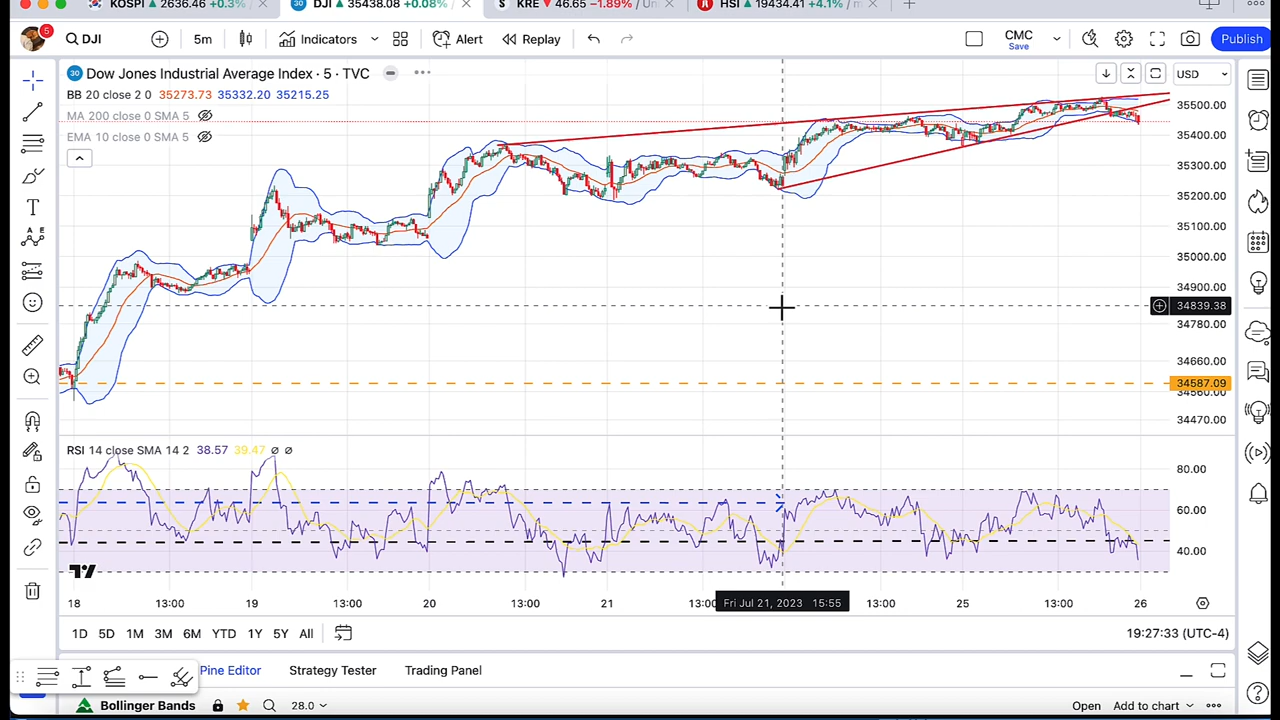 KOSPI ▲ 2636.46 +0.3%
DJI ▲ 35438.08 +0.08%
KRE ▼ 46.65 −1.89% / Un
HSI ▲ 19434.41 +4.1% / m
5
DJI
5m
Indicators
Alert
Replay
CMC
Save
Publish
30 Dow Jones Industrial Average Index · 5 · TVC
USD
BB 20 close 2 0 35273.73 35332.20 35215.25
MA 200 close 0 SMA 5
EMA 10 close 0 SMA 5
35500.00
35400.00
35300.00
35200.00
35100.00
35000.00
34900.00
34839.38
34780.00
34660.00
34587.09
34560.00
34470.00
RSI 14 close SMA 14 2 38.57 39.47 ∅ ∅
80.00
60.00
40.00
18 13:00 19 13:00 20 13:00 21 13:00 Fri Jul 21, 2023 15:55 13:00 25 13:00 26
1D 5D 1M 3M 6M YTD 1Y 5Y All
19:27:33 (UTC-4)
Pine Editor Strategy Tester Trading Panel
Bollinger Bands 28.0 Open Add to chart